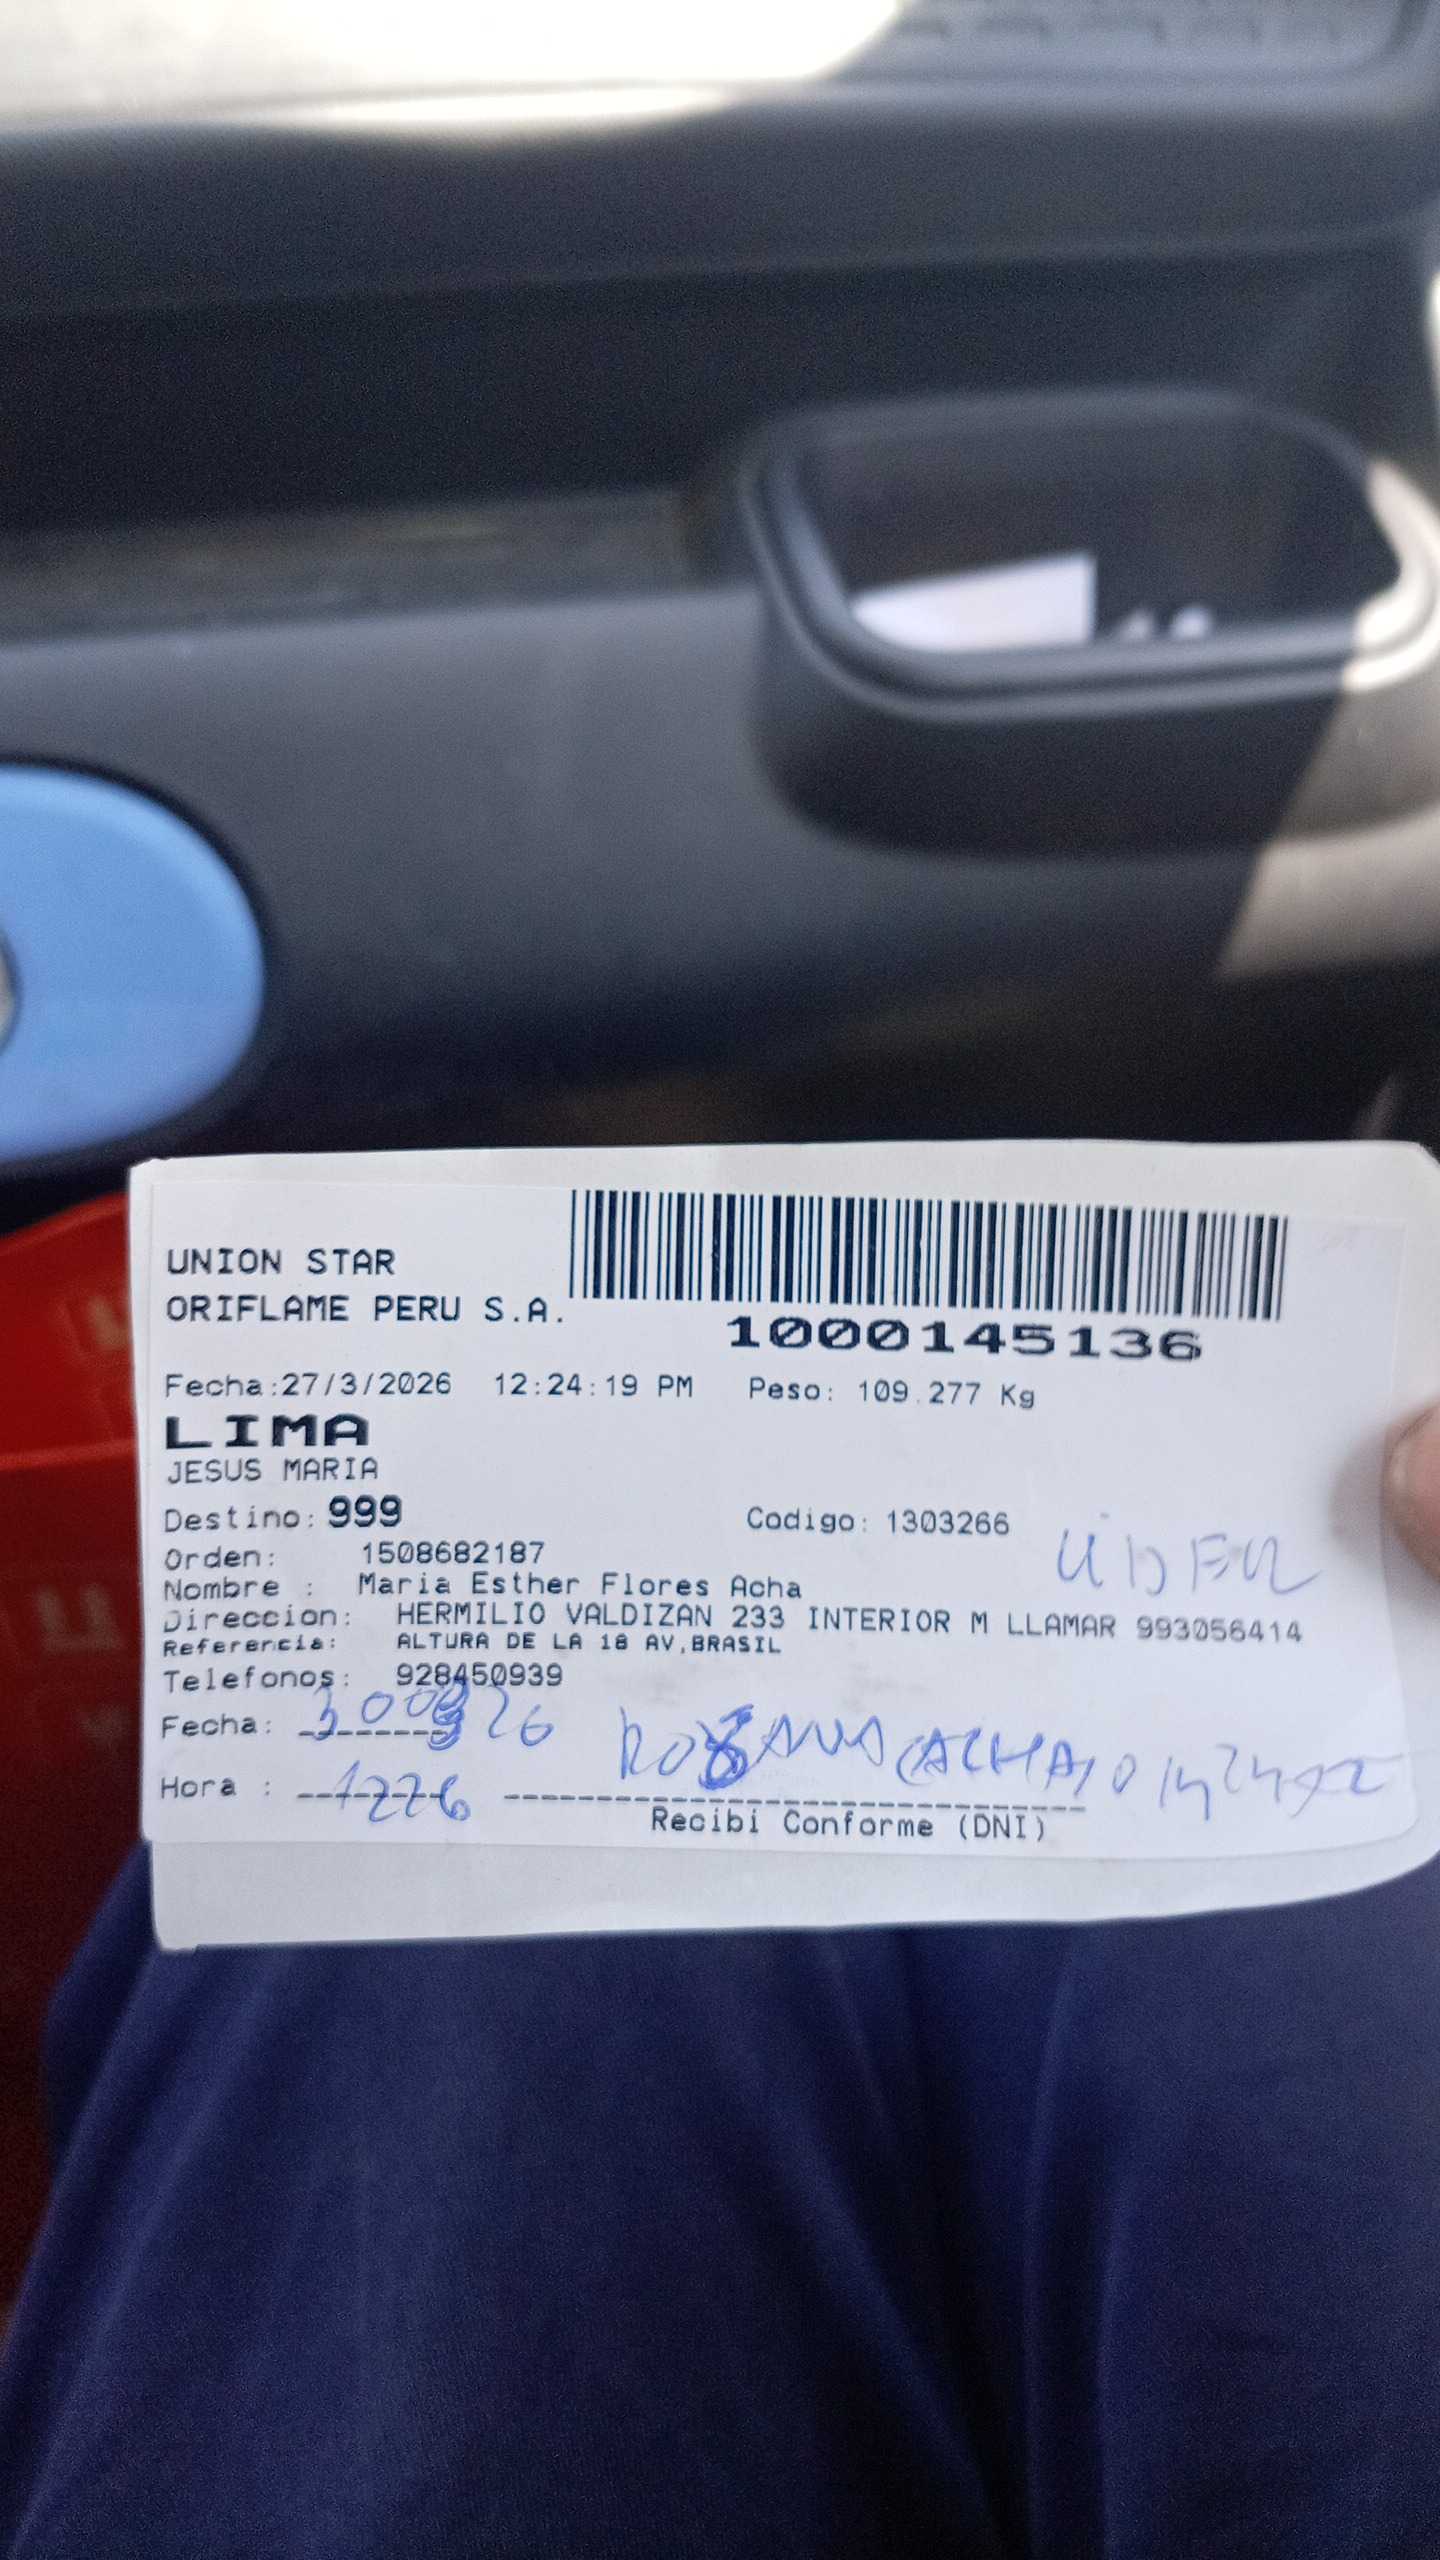 UNION STAR
ORIFLAME PERU S.A.
1000145136
Fecha:27/3/2026 12:24:19 PM Peso: 109.277 Kg
LIMA
JESUS MARIA
Destino: 999 Codigo: 1303266
Orden: 1508682187
Nombre : Maria Esther Flores Acha
Direccion: HERMILIO VALDIZAN 233 INTERIOR M LLAMAR 993056414
Referencia: ALTURA DE LA 18 AV.BRASIL
Telefonos: 928450939
Fecha:
Hora : 1226
Recibi Conforme (DNI)